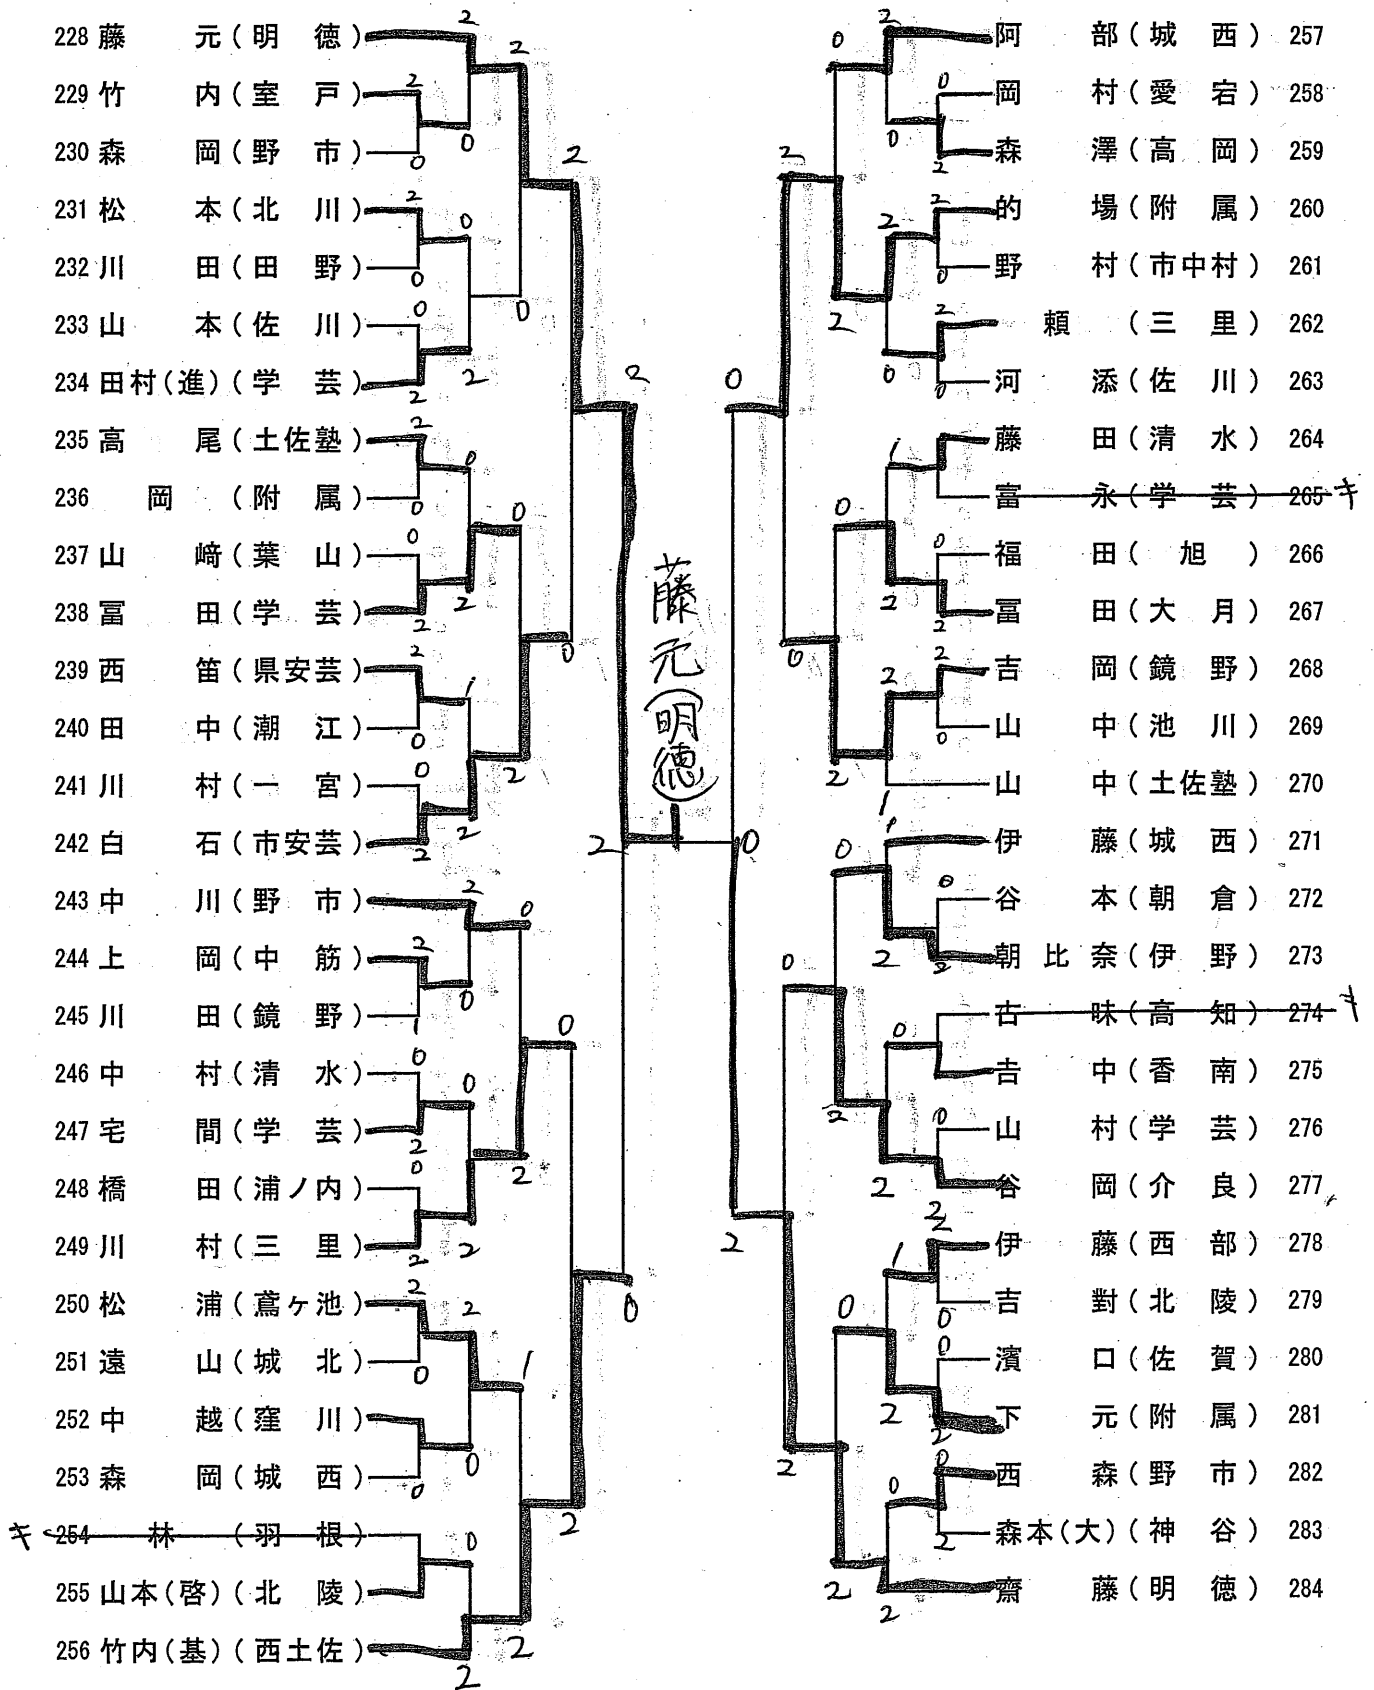 228 藤 元 (明 徳)
229 竹 内 (室 戸)
230 森 岡 (野 市)
231 松 本 (北 川)
232 川 田 (田 野)
233 山 本 (佐 川)
234 田村(進) (学 芸)
235 高 尾 (土佐塾)
236 岡 (附 属)
237 山 﨑 (葉 山)
238 冨 田 (学 芸)
239 西 笛 (県安芸)
240 田 中 (潮 江)
241 川 村 (一 宮)
242 白 石 (市安芸)
243 中 川 (野 市)
244 上 岡 (中 筋)
245 川 田 (鏡 野)
246 中 村 (清 水)
247 宅 間 (学 芸)
248 橋 田 (浦ノ内)
249 川 村 (三 里)
250 松 浦 (鳶ヶ池)
251 遠 山 (城 北)
252 中 越 (窪 川)
253 森 岡 (城 西)
キ 254 林 (羽 根)
255 山本(啓) (北 陵)
256 竹内(基) (西土佐)
藤元(明徳)
阿 部 (城 西) 257
岡 村 (愛 宕) 258
森 澤 (高 岡) 259
的 場 (附 属) 260
野 村 (市中村) 261
頼 (三 里) 262
河 添 (佐 川) 263
藤 田 (清 水) 264
富 永 (学 芸) 265 キ
福 田 (旭) 266
冨 田 (大 月) 267
吉 岡 (鏡 野) 268
山 中 (池 川) 269
山 中 (土佐塾) 270
伊 藤 (城 西) 271
谷 本 (朝 倉) 272
朝 比 奈 (伊 野) 273
古 味 (高 知) 274 キ
吉 中 (香 南) 275
山 村 (学 芸) 276
谷 岡 (介 良) 277
伊 藤 (西 部) 278
吉 對 (北 陵) 279
濱 口 (佐 賀) 280
下 元 (附 属) 281
西 森 (野 市) 282
森本(大) (神 谷) 283
齋 藤 (明 徳) 284